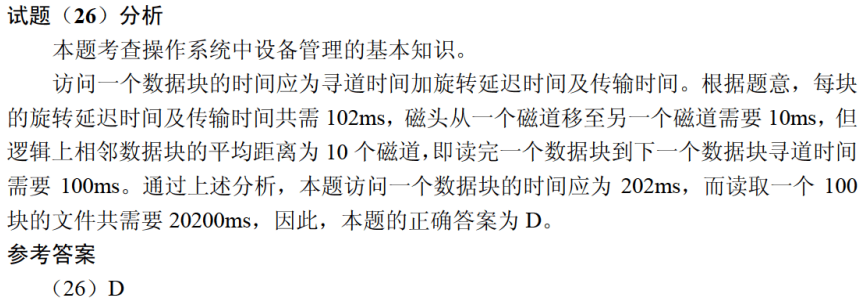 试题（26）分析
本题考查操作系统中设备管理的基本知识。
访问一个数据块的时间应为寻道时间加旋转延迟时间及传输时间。根据题意，每块
的旋转延迟时间及传输时间共需 102ms，磁头从一个磁道移至另一个磁道需要 10ms，但
逻辑上相邻数据块的平均距离为 10 个磁道，即读完一个数据块到下一个数据块寻道时间
需要 100ms。通过上述分析，本题访问一个数据块的时间应为 202ms，而读取一个 100
块的文件共需要 20200ms，因此，本题的正确答案为 D。
参考答案
（26）D